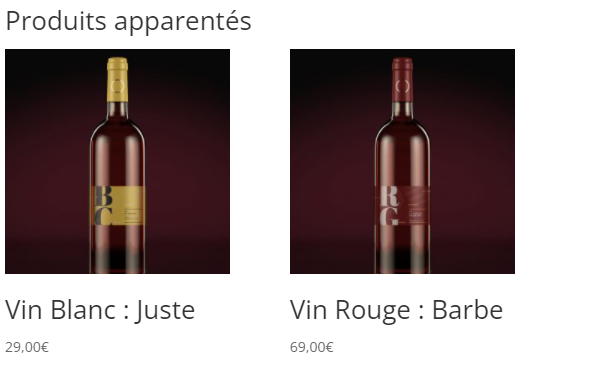 Produits apparentés
B
C
R
G
Vin Blanc : Juste
Vin Rouge : Barbe
29,00€
69,00€